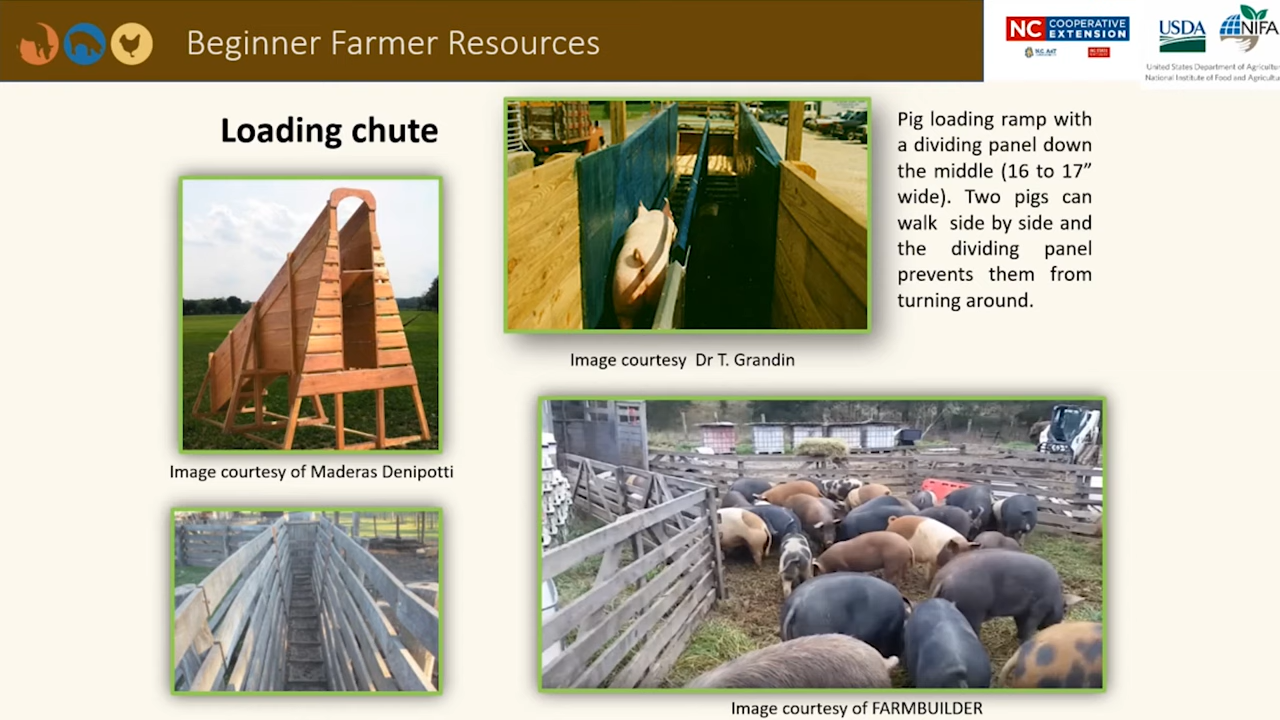 Beginner Farmer Resources
NC COOPERATIVE
EXTENSION
USDA
NIFA
United States Department of Agricultu
National Institute of Food and Agricultu
Loading chute
Pig loading ramp with
a dividing panel down
the middle (16 to 17”
wide). Two pigs can
walk side by side and
the dividing panel
prevents them from
turning around.
Image courtesy Dr T. Grandin
Image courtesy of Maderas Denipotti
Image courtesy of FARMBUILDER